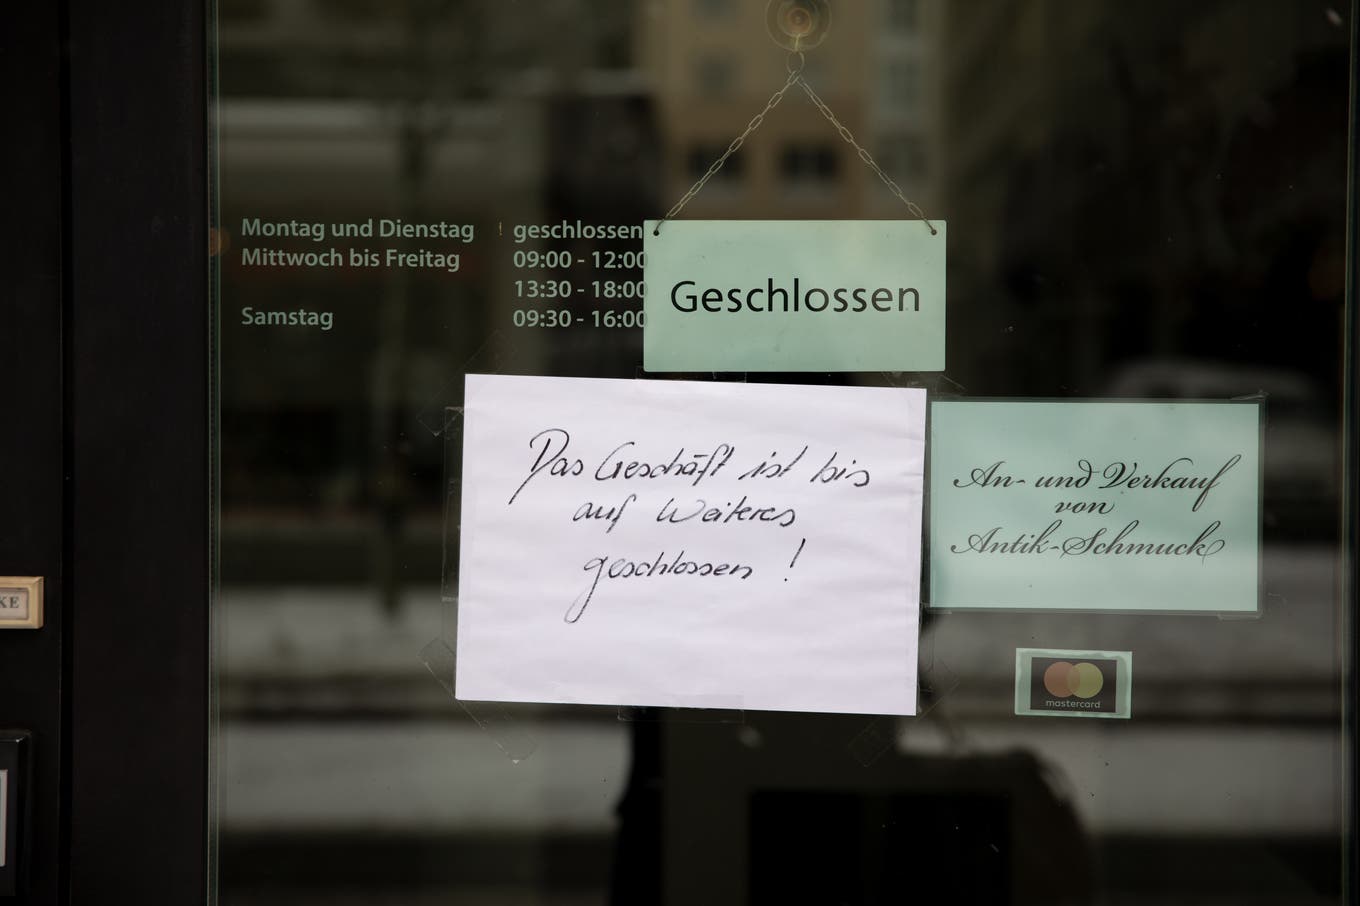 Montag und Dienstag geschlossen
Mittwoch bis Freitag 09:00 - 12:00
13:30 - 18:00
Samstag 09:30 - 16:00
Geschlossen
Das Geschäft ist bis
auf Weiteres
geschlossen !
An- und Verkauf
von
Antik-Schmuck
mastercard
KE